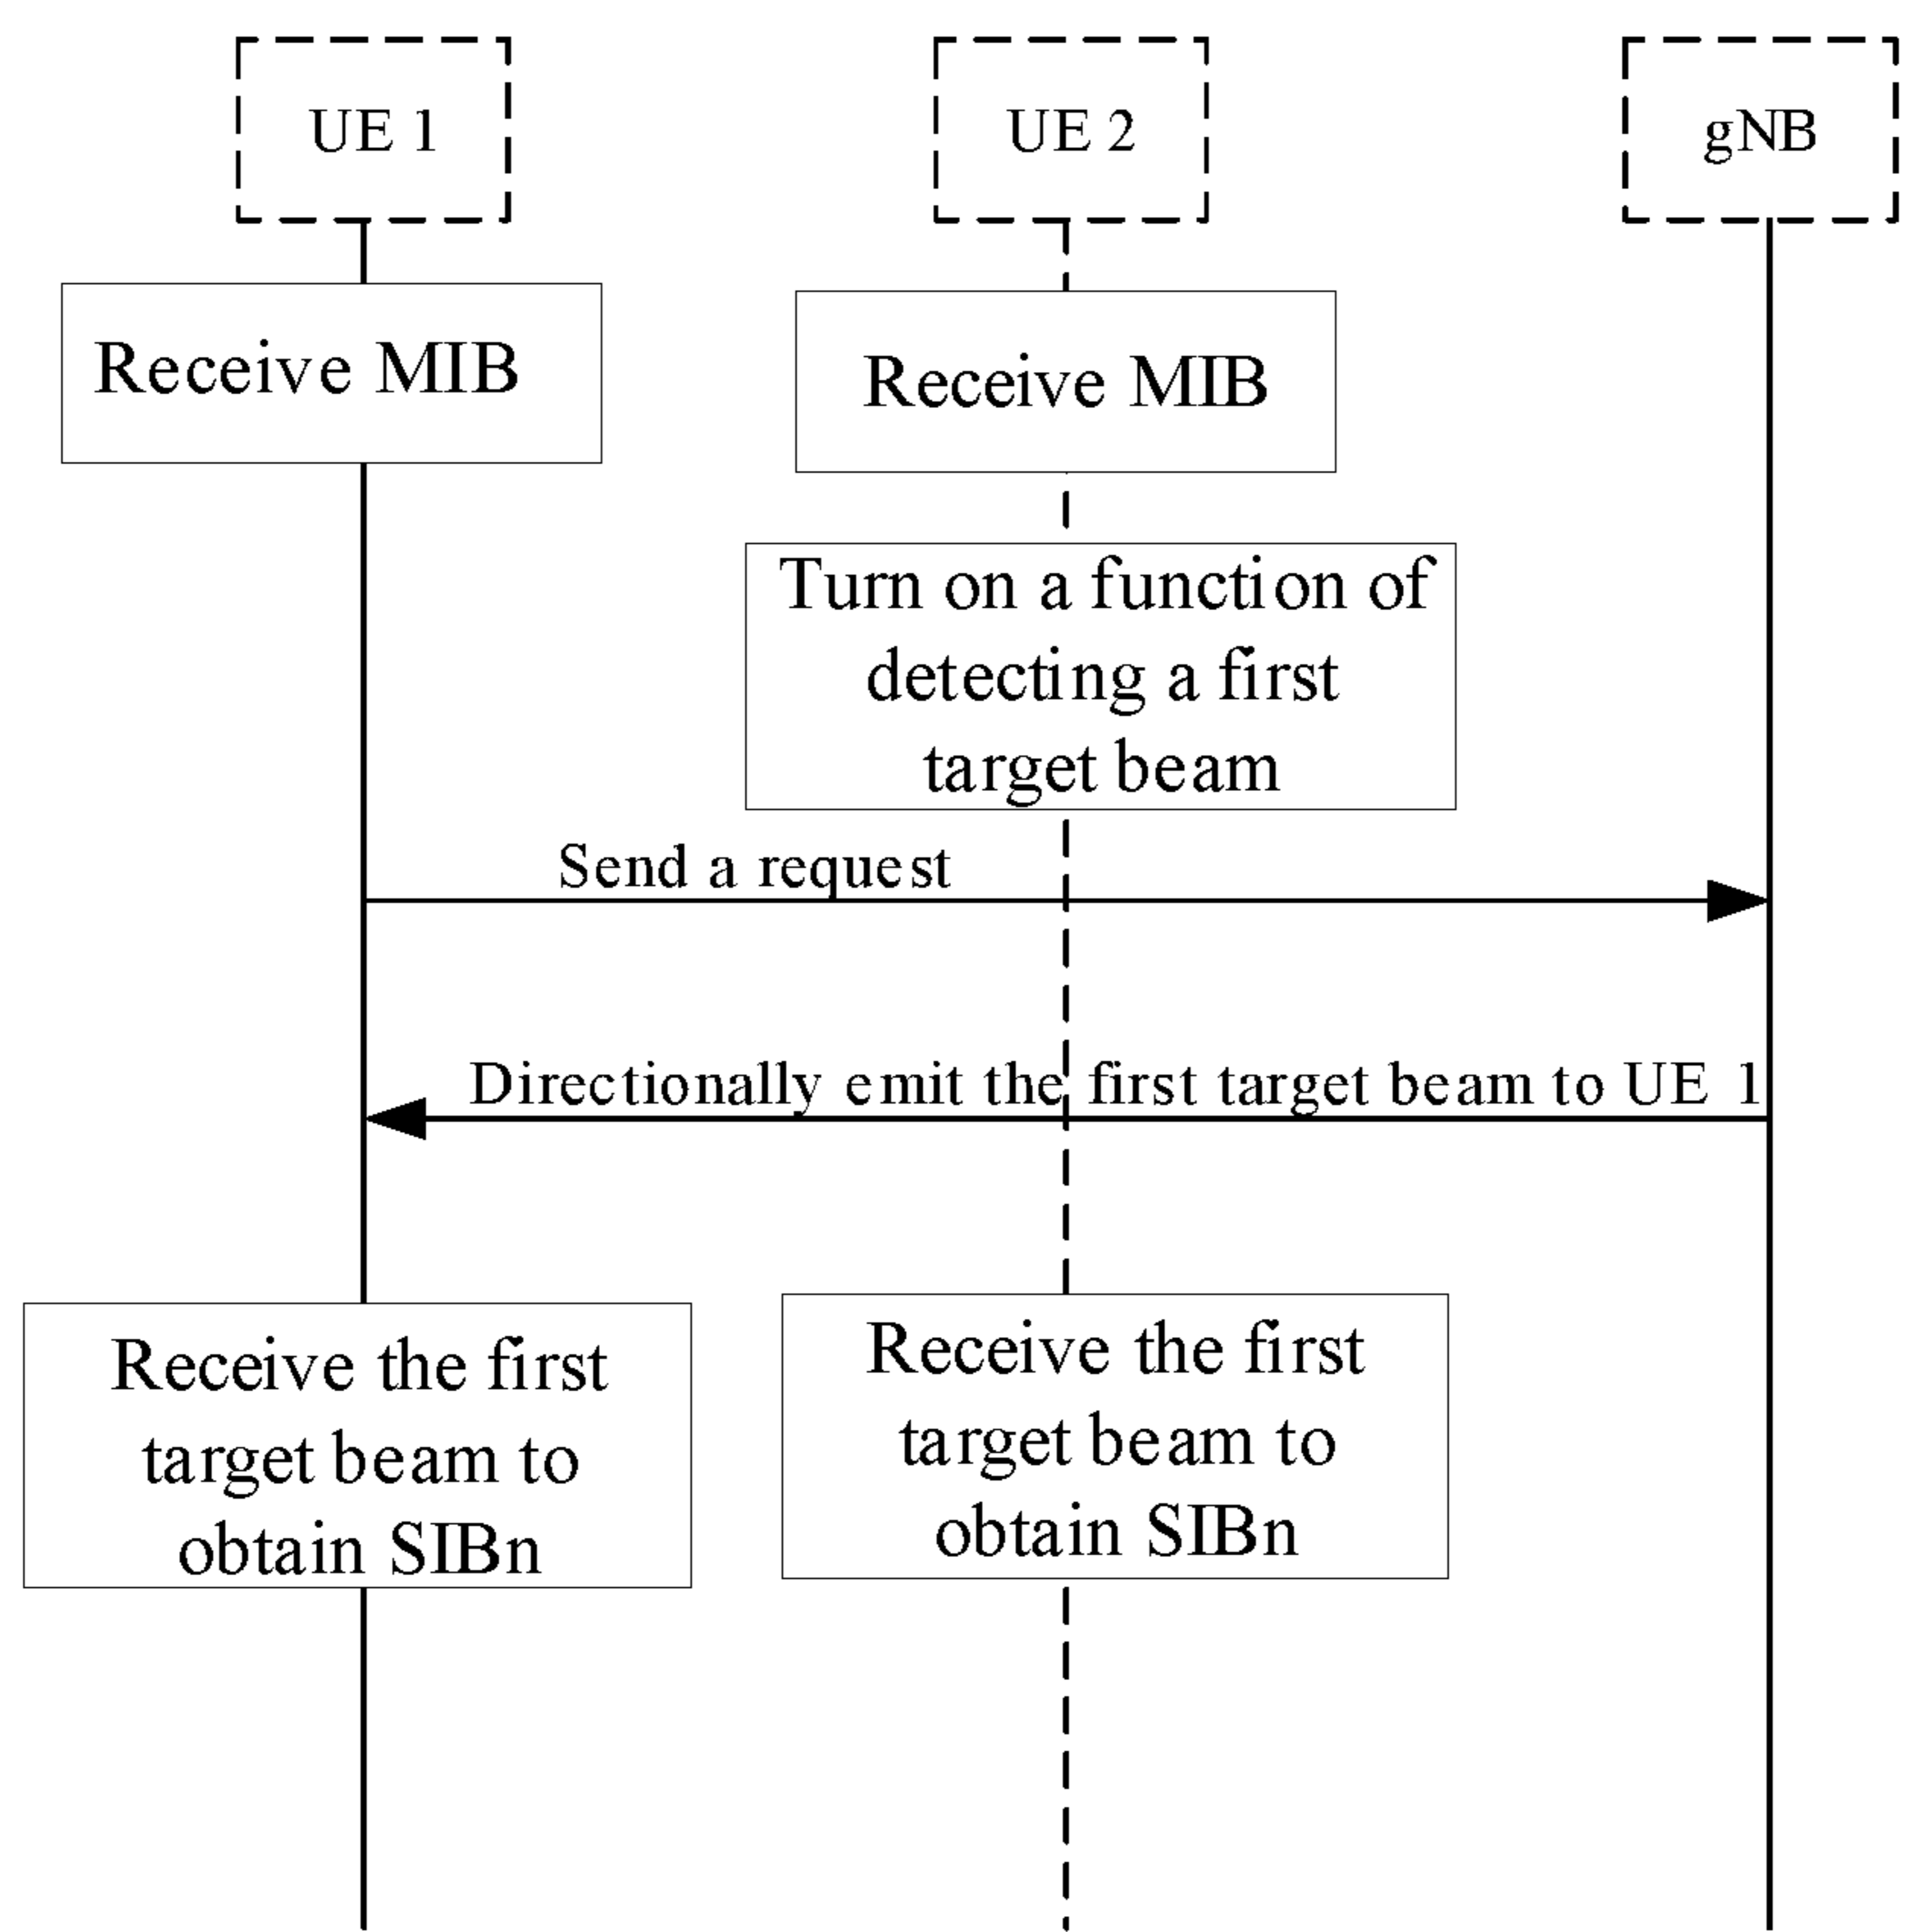 UE 1
UE 2
gNB
Receive MIB
Receive MIB
Turn on a function of
detecting a first
target beam
Send a request
Directionally emit the first target beam to UE 1
Receive the first
target beam to
obtain SIBn
Receive the first
target beam to
obtain SIBn